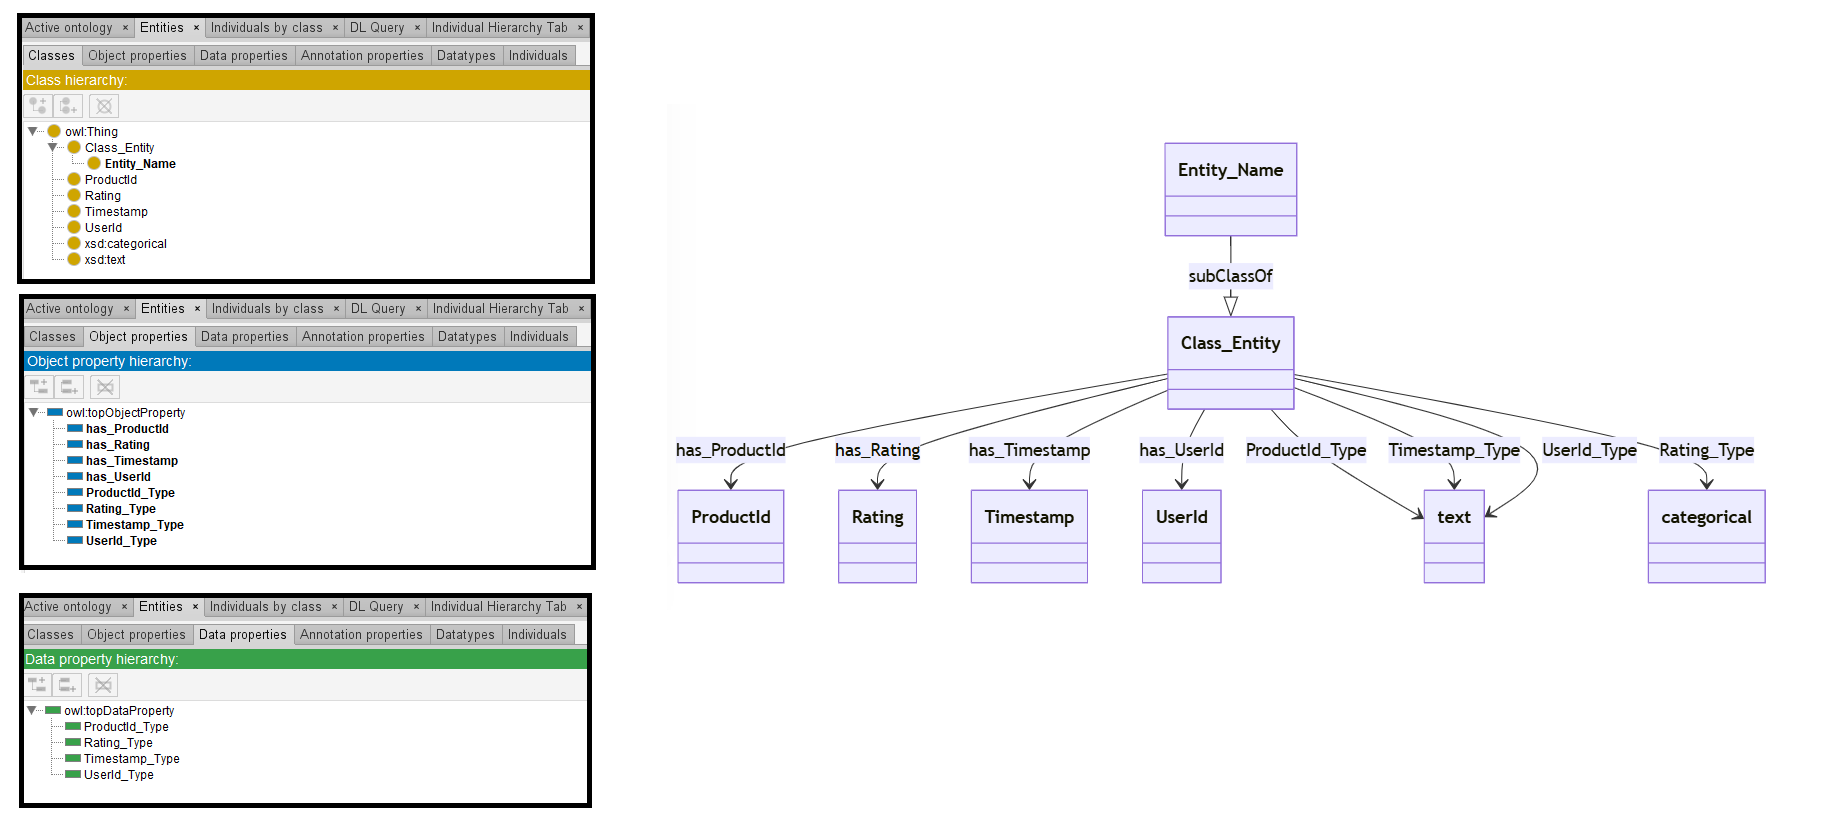 Active ontology × Entities × Individuals by class × DL Query × Individual Hierarchy Tab ×
Classes Object properties Data properties Annotation properties Datatypes Individuals
Class hierarchy:
owl:Thing
Class_Entity
Entity_Name
ProductId
Rating
Timestamp
UserId
xsd:categorical
xsd:text
Active ontology × Entities × Individuals by class × DL Query × Individual Hierarchy Tab ×
Classes Object properties Data properties Annotation properties Datatypes Individuals
Object property hierarchy:
owl:topObjectProperty
has_ProductId
has_Rating
has_Timestamp
has_UserId
ProductId_Type
Rating_Type
Timestamp_Type
UserId_Type
Active ontology × Entities × Individuals by class × DL Query × Individual Hierarchy Tab ×
Classes Object properties Data properties Annotation properties Datatypes Individuals
Data property hierarchy:
owl:topDataProperty
ProductId_Type
Rating_Type
Timestamp_Type
UserId_Type
Entity_Name
subClassOf
Class_Entity
has_ProductId has_Rating has_Timestamp has_UserId ProductId_Type Timestamp_Type UserId_Type Rating_Type
ProductId Rating Timestamp UserId text categorical